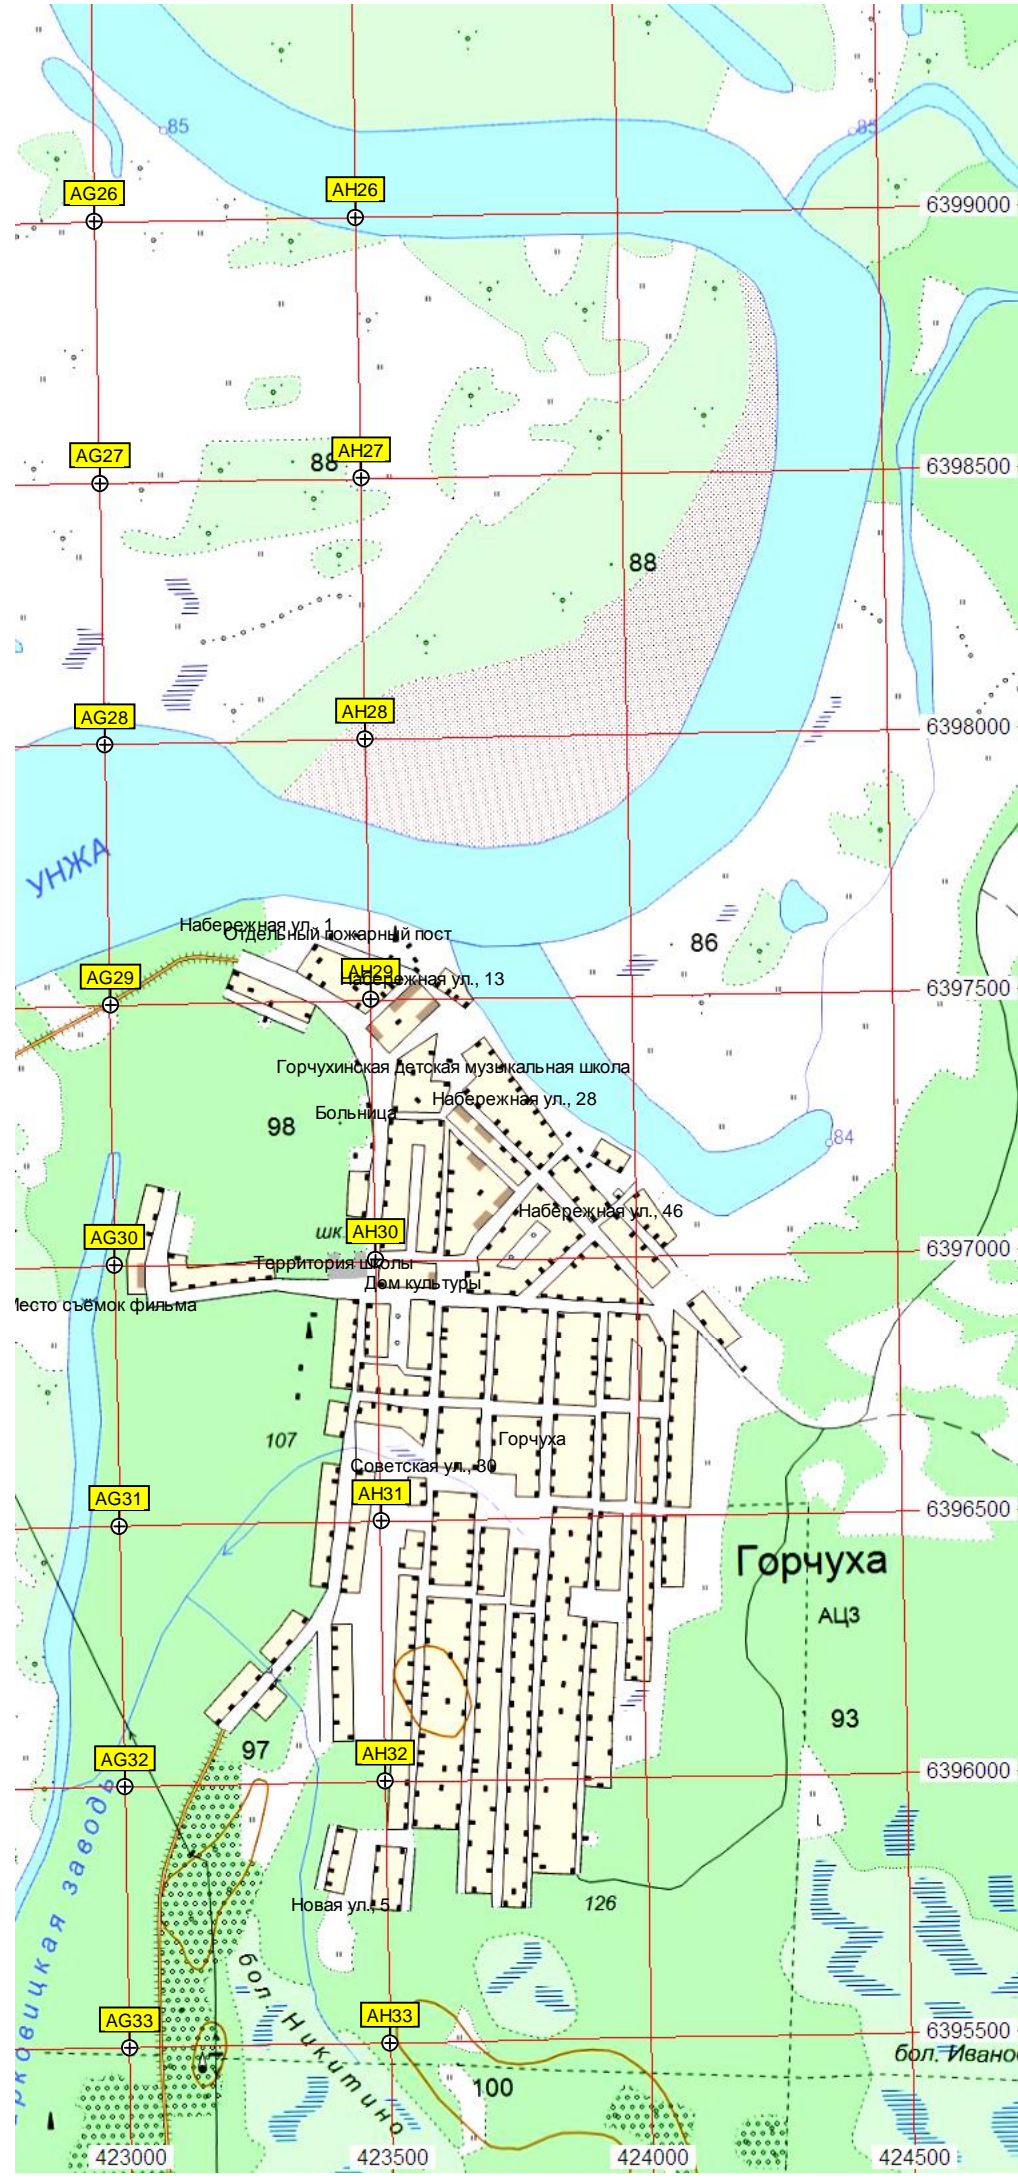 85
85
AG26
AH26
6399000
AG27
88
AH27
6398500
88
AG28
AH28
6398000
УНЖА
Набережная ул., 1
Отдельный пожарный пост
86
AG29
AH29
Набережная ул., 13
6397500
Горчухинская детская музыкальная школа
Набережная ул., 28
Больница
98
84
Набережная ул., 46
шк.
AG30
AH30
6397000
Территория школы
Дом культуры
Место съёмок фильма
107
Горчуха
Советская ул., 30
AG31
AH31
6396500
Горчуха
АЦЗ
93
97
AG32
AH32
6396000
рковицкая заводь
Новая ул., 5
126
бол. Никитино
AG33
AH33
6395500
бол. Ивано
100
423000
423500
424000
424500